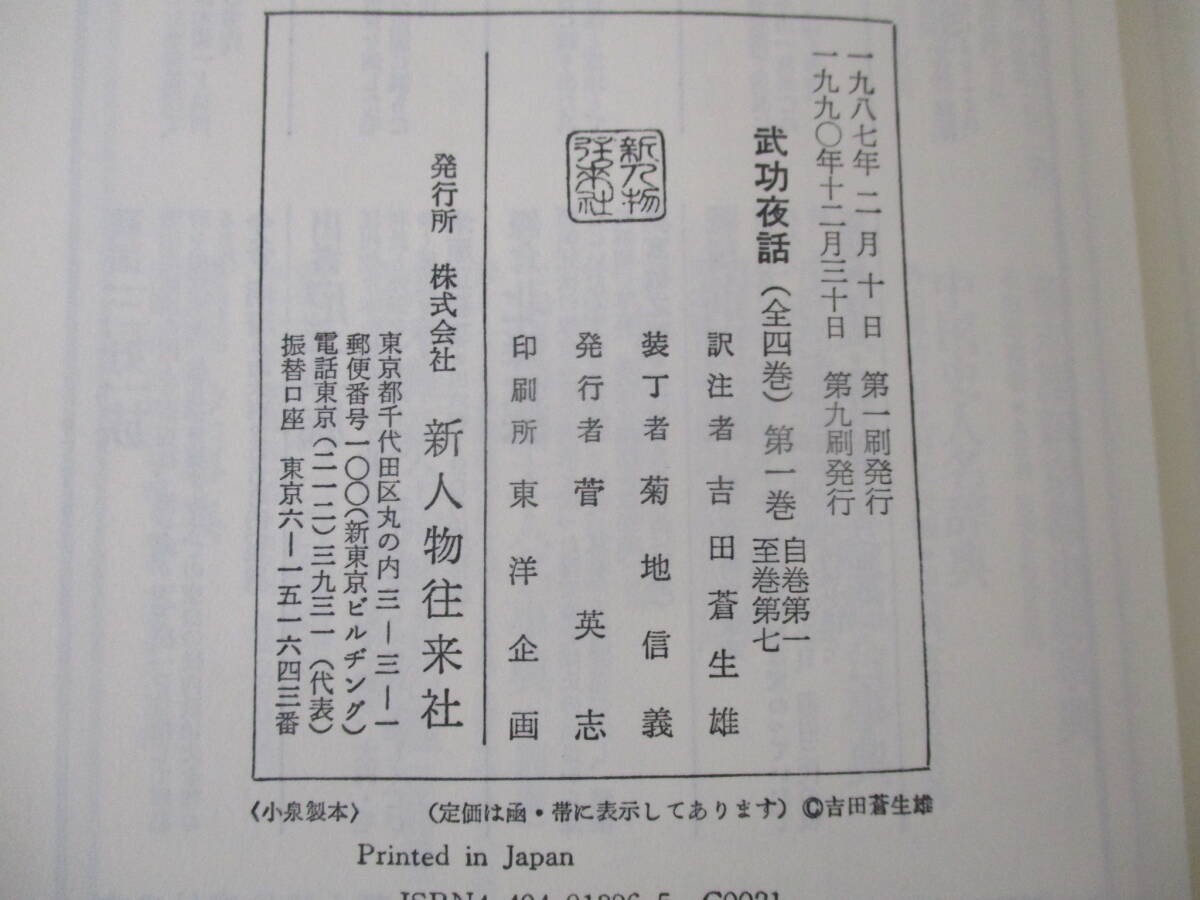 一九八七年 二月 十日 第一刷発行
一九九〇年十二月三十日 第九刷発行
武功夜話（全四巻）第一巻 自巻第一
至巻第七
訳注者 吉田蒼生雄
装丁者 菊地信義
新人物
往来社
発行者 菅英志
印刷所 東洋企画
発行所 株式会社 新人物往来社
東京都千代田区丸の内三―三―一
郵便番号一〇〇（新東京ビルヂング）
電話東京（二一二）三九三一（代表）
振替口座 東京六―一五一六四三番
〈小泉製本〉 （定価は函・帯に表示してあります）©吉田蒼生雄
Printed in Japan